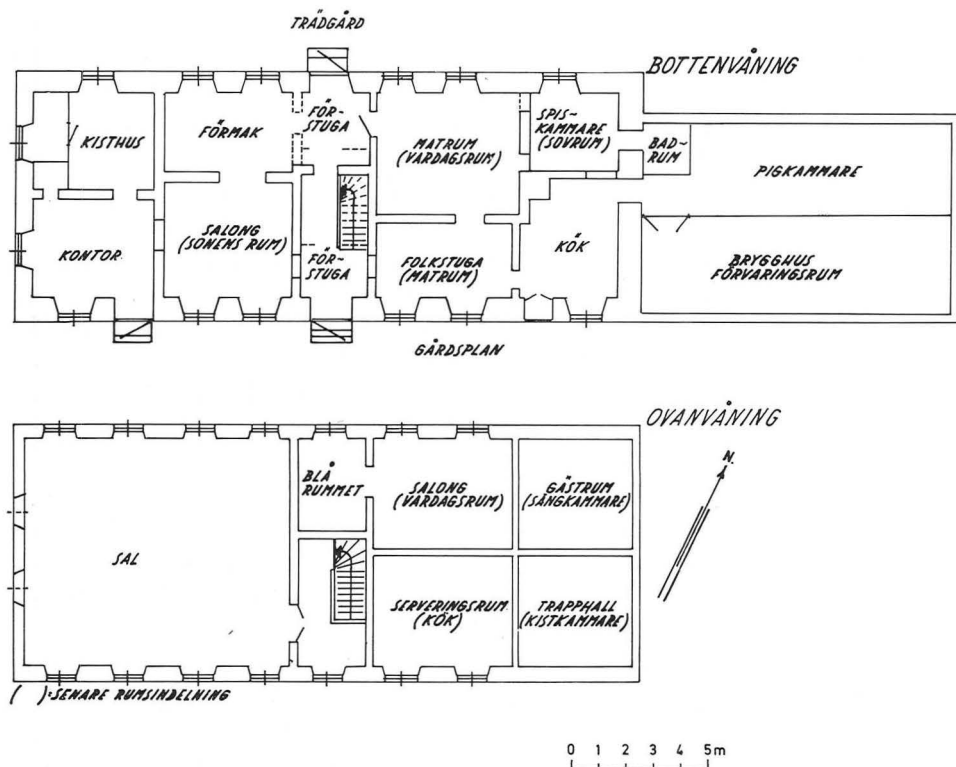 TRÄDGÅRD
BOTTENVÅNING
KISTHUS
FÖRMAK
FÖR-
STUGA
MATRUM
(VARDAGSRUM)
SPIS-
KAMMARE
(SOVRUM)
BAD-
RUM
PIGKAMMARE
KONTOR
SALONG
(SONENS RUM)
FÖR-
STUGA
FOLKSTUGA
(MATRUM)
KÖK
BRYGGHUS
FÖRVARINGSRUM
GÅRDSPLAN
OVANVÅNING
N.
BLÅ
RUMMET
SALONG
(VARDAGSRUM)
GÄSTRUM
(SÄNGKAMMARE)
SAL
SERVERINGSRUM
(KÖK)
TRAPPHALL
(KISTKAMMARE)
( )=SENARE RUMSINDELNING
0 1 2 3 4 5m